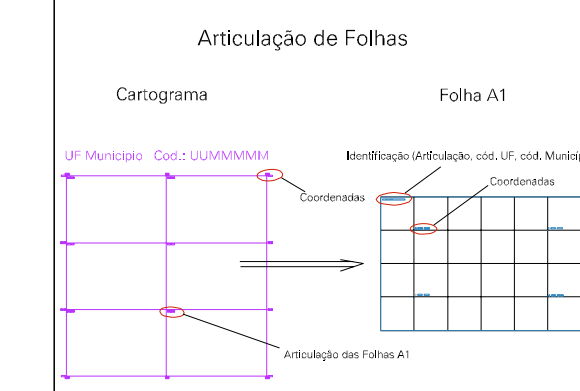 Articulação de Folhas
Cartograma
Folha A1
UF Município Cod.: UUMMMMM
Identificação (Articulação, cód. UF, cód. Municíp
Coordenadas
Coordenadas
Articulação das Folhas A1